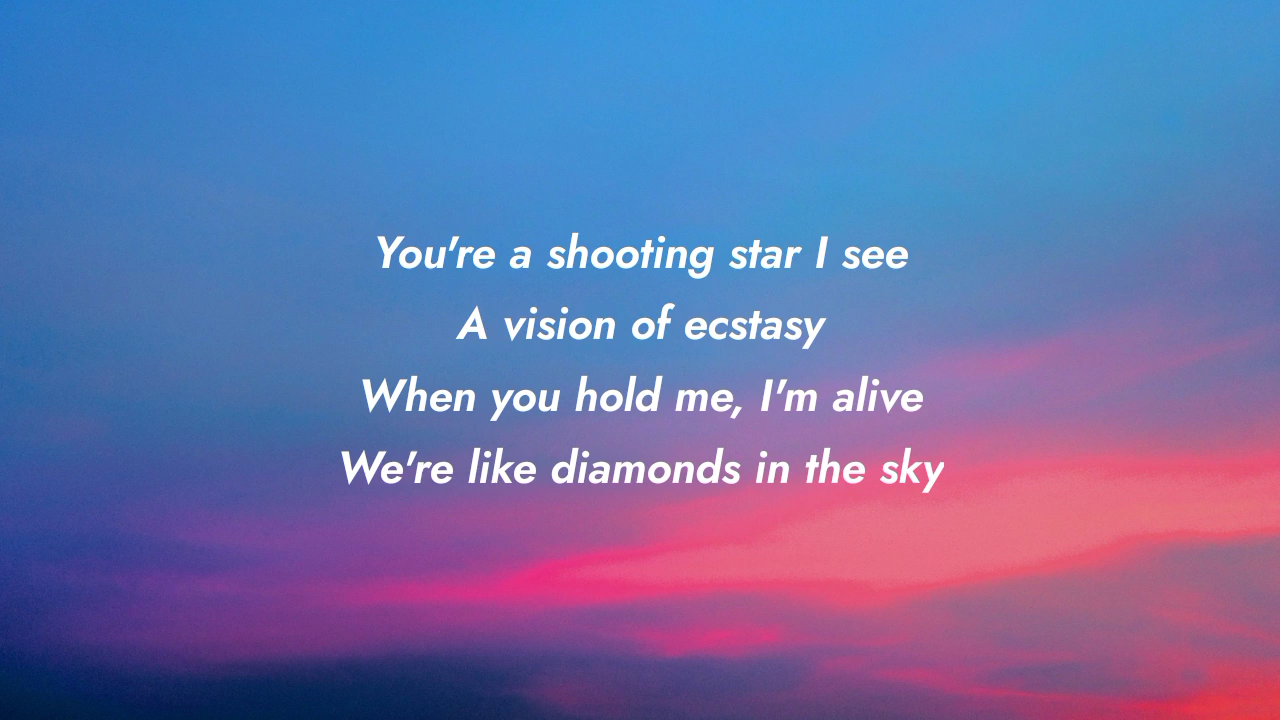 You're a shooting star I see
A vision of ecstasy
When you hold me, I'm alive
We're like diamonds in the sky